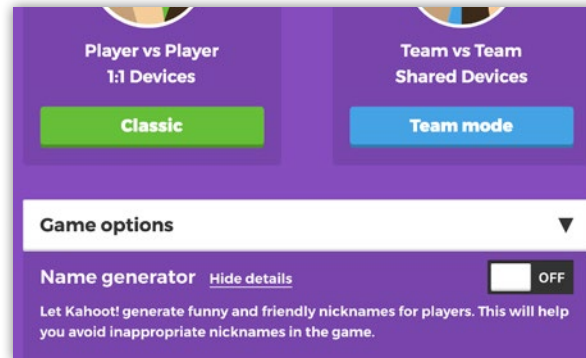 Player vs Player
1:1 Devices
Classic
Team vs Team
Shared Devices
Team mode
Game options
Name generator Hide details
OFF
Let Kahoot! generate funny and friendly nicknames for players. This will help
you avoid inappropriate nicknames in the game.